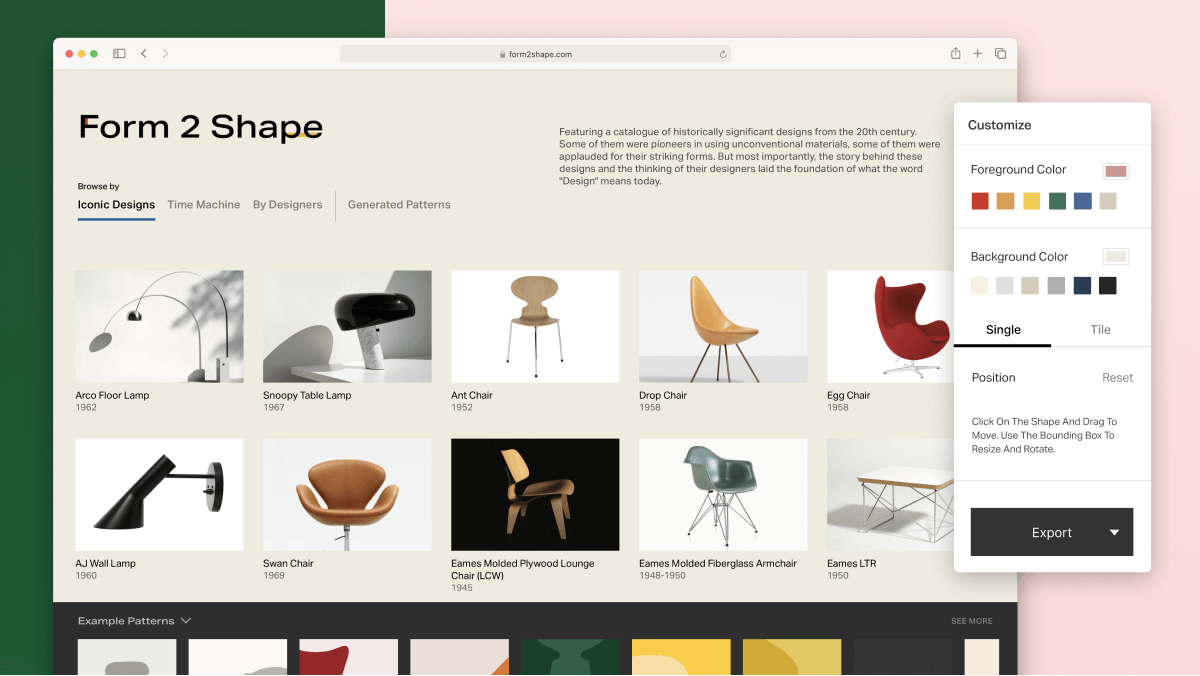 form2shape.com
Form 2 Shape
Featuring a catalogue of historically significant designs from the 20th century.
Some of them were pioneers in using unconventional materials, some of them were
applauded for their striking forms. But most importantly, the story behind these
designs and the thinking of their designers laid the foundation of what the word
"Design" means today.
Browse by
Iconic Designs
Time Machine
By Designers
Generated Patterns
Arco Floor Lamp
1962
Snoopy Table Lamp
1967
Ant Chair
1952
Drop Chair
1958
Egg Chair
1958
AJ Wall Lamp
1960
Swan Chair
1969
Eames Molded Plywood Lounge
Chair (LCW)
1945
Eames Molded Fiberglass Armchair
1948-1950
Eames LTR
1950
Example Patterns
SEE MORE
Customize
Foreground Color
Background Color
Single
Tile
Position
Reset
Click On The Shape And Drag To
Move. Use The Bounding Box To
Resize And Rotate.
Export